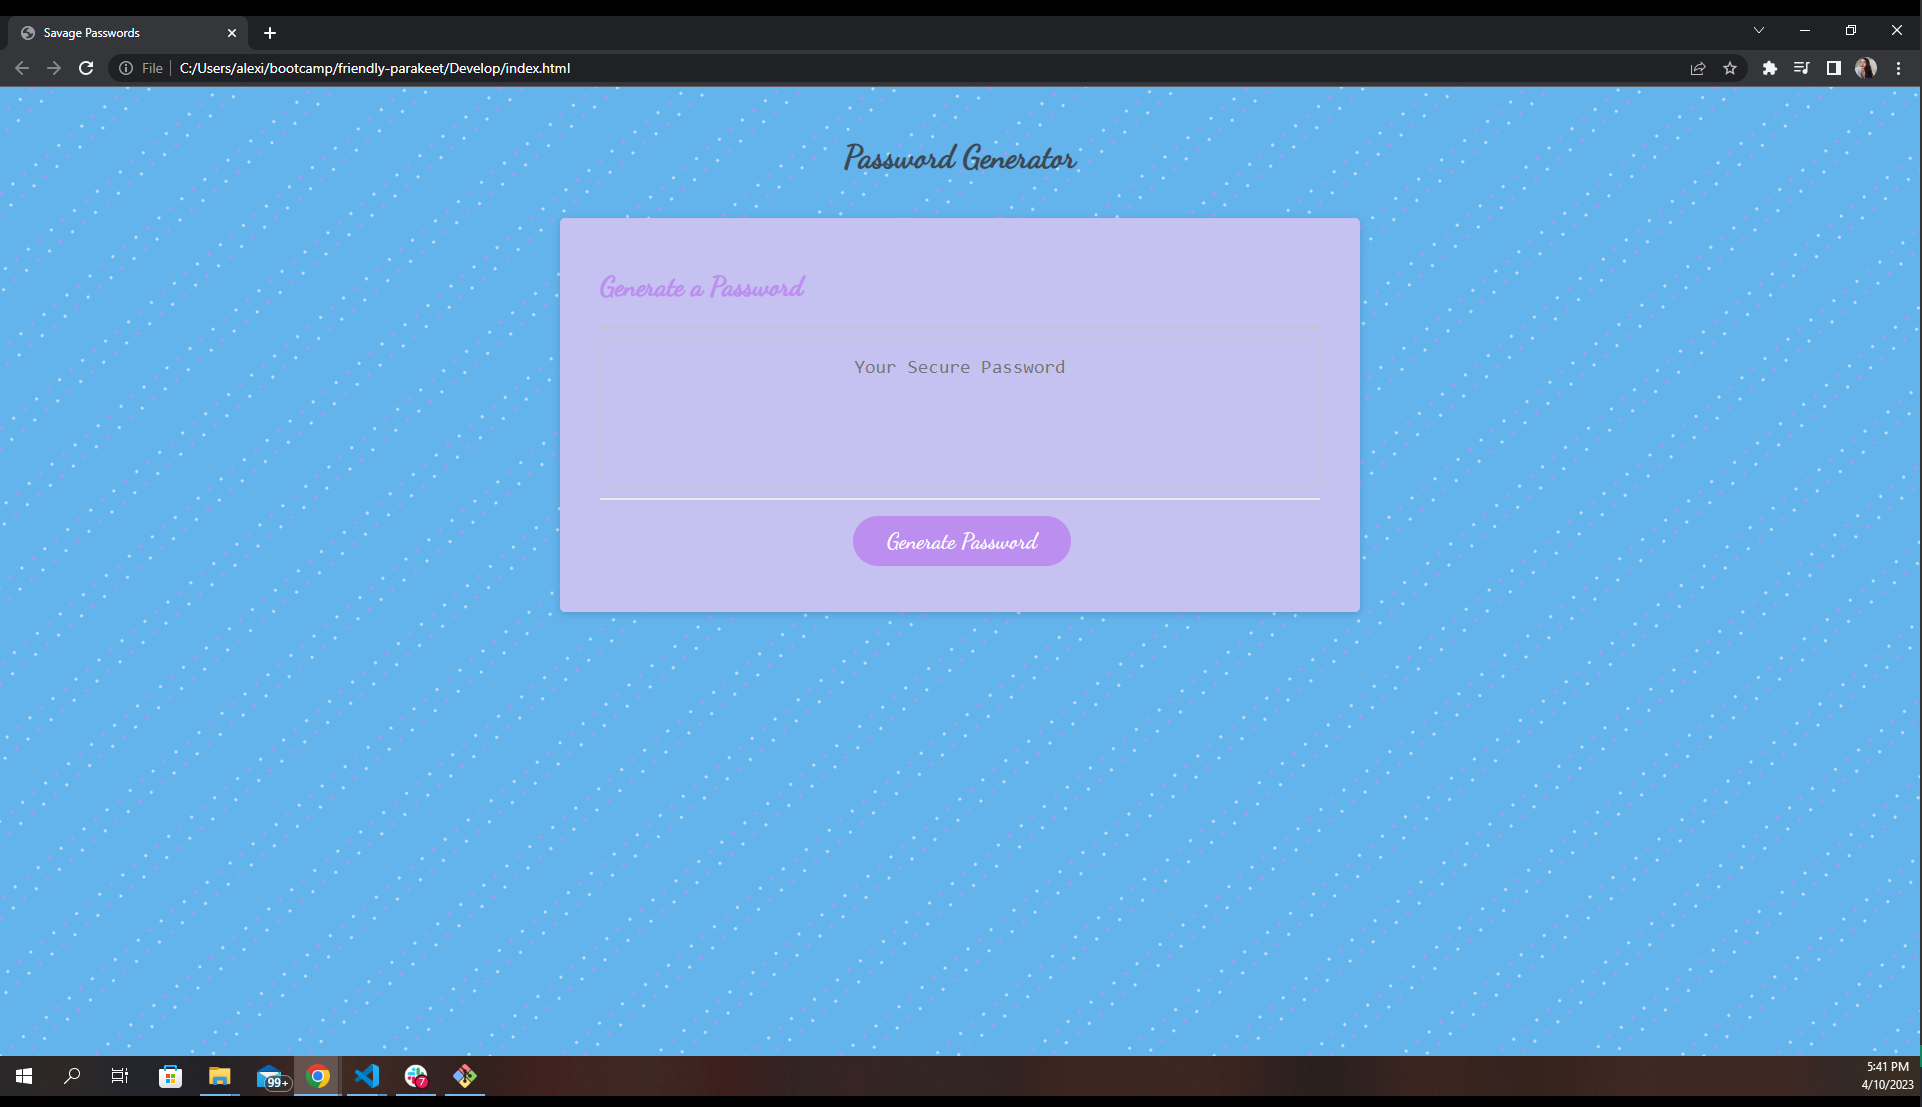 Savage Passwords
File
C:/Users/alexi/bootcamp/friendly-parakeet/Develop/index.html
Password Generator
Generate a Password
Your Secure Password
Generate Password
99+
7
5:41 PM
4/10/2023